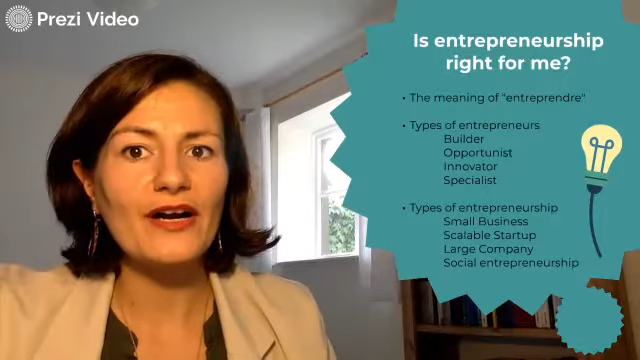 Prezi Video
Is entrepreneurship
right for me?
• The meaning of "entreprendre"
• Types of entrepreneurs
Builder
Opportunist
Innovator
Specialist
• Types of entrepreneurship
Small Business
Scalable Startup
Large Company
Social entrepreneurship